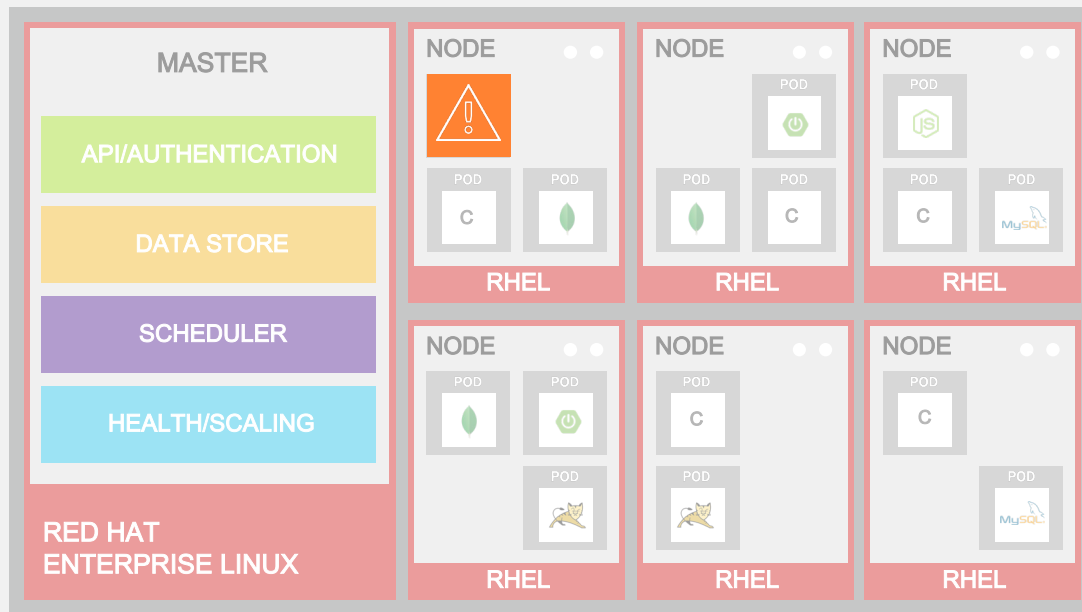 MASTER
API/AUTHENTICATION
DATA STORE
SCHEDULER
HEALTH/SCALING
RED HAT
ENTERPRISE LINUX
NODE
!
POD
C
POD
RHEL
NODE
POD
POD
POD
C
RHEL
NODE
POD
JS
POD
C
POD
MySQL
RHEL
NODE
POD
POD
POD
RHEL
NODE
POD
C
POD
RHEL
NODE
POD
C
POD
MySQL
RHEL